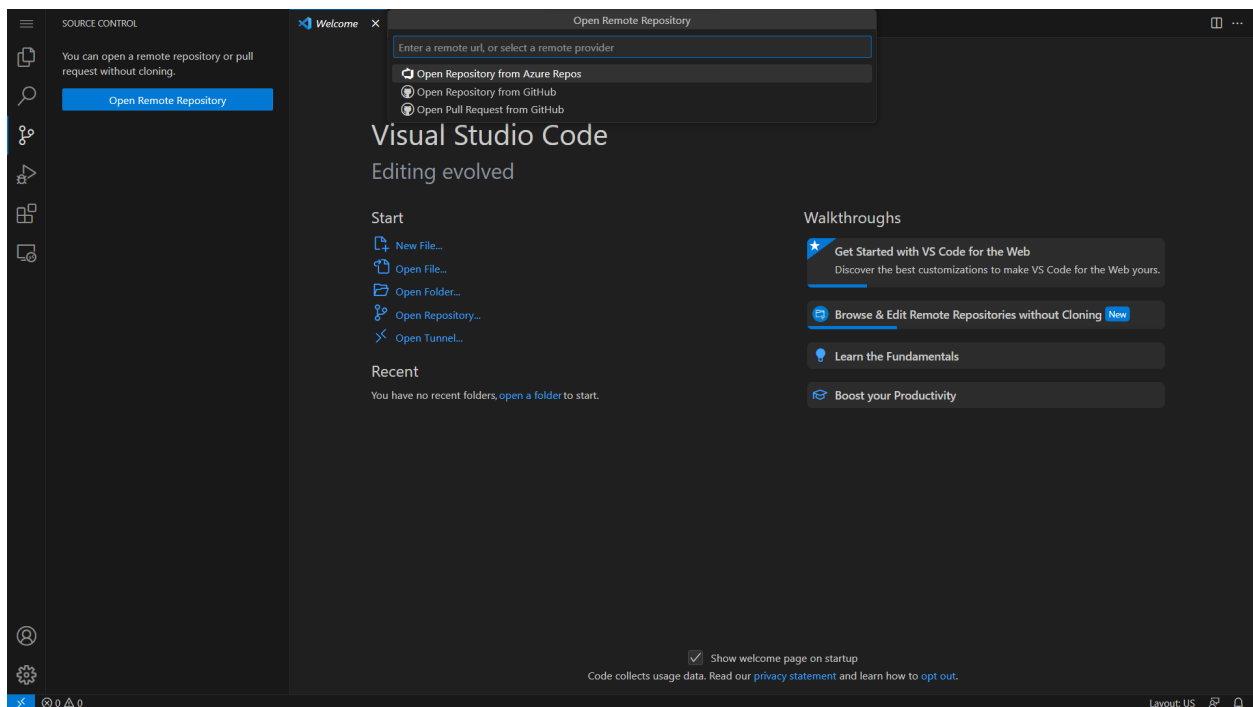 SOURCE CONTROL
You can open a remote repository or pull
request without cloning.
Open Remote Repository
Welcome
Open Remote Repository
Enter a remote url, or select a remote provider
Open Repository from Azure Repos
Open Repository from GitHub
Open Pull Request from GitHub
Visual Studio Code
Editing evolved
Start
New File...
Open File...
Open Folder...
Open Repository...
Open Tunnel...
Recent
You have no recent folders, open a folder to start.
Walkthroughs
Get Started with VS Code for the Web
Discover the best customizations to make VS Code for the Web yours.
Browse & Edit Remote Repositories without Cloning New
Learn the Fundamentals
Boost your Productivity
Show welcome page on startup
Code collects usage data. Read our privacy statement and learn how to opt out.
0 0
Layout: US